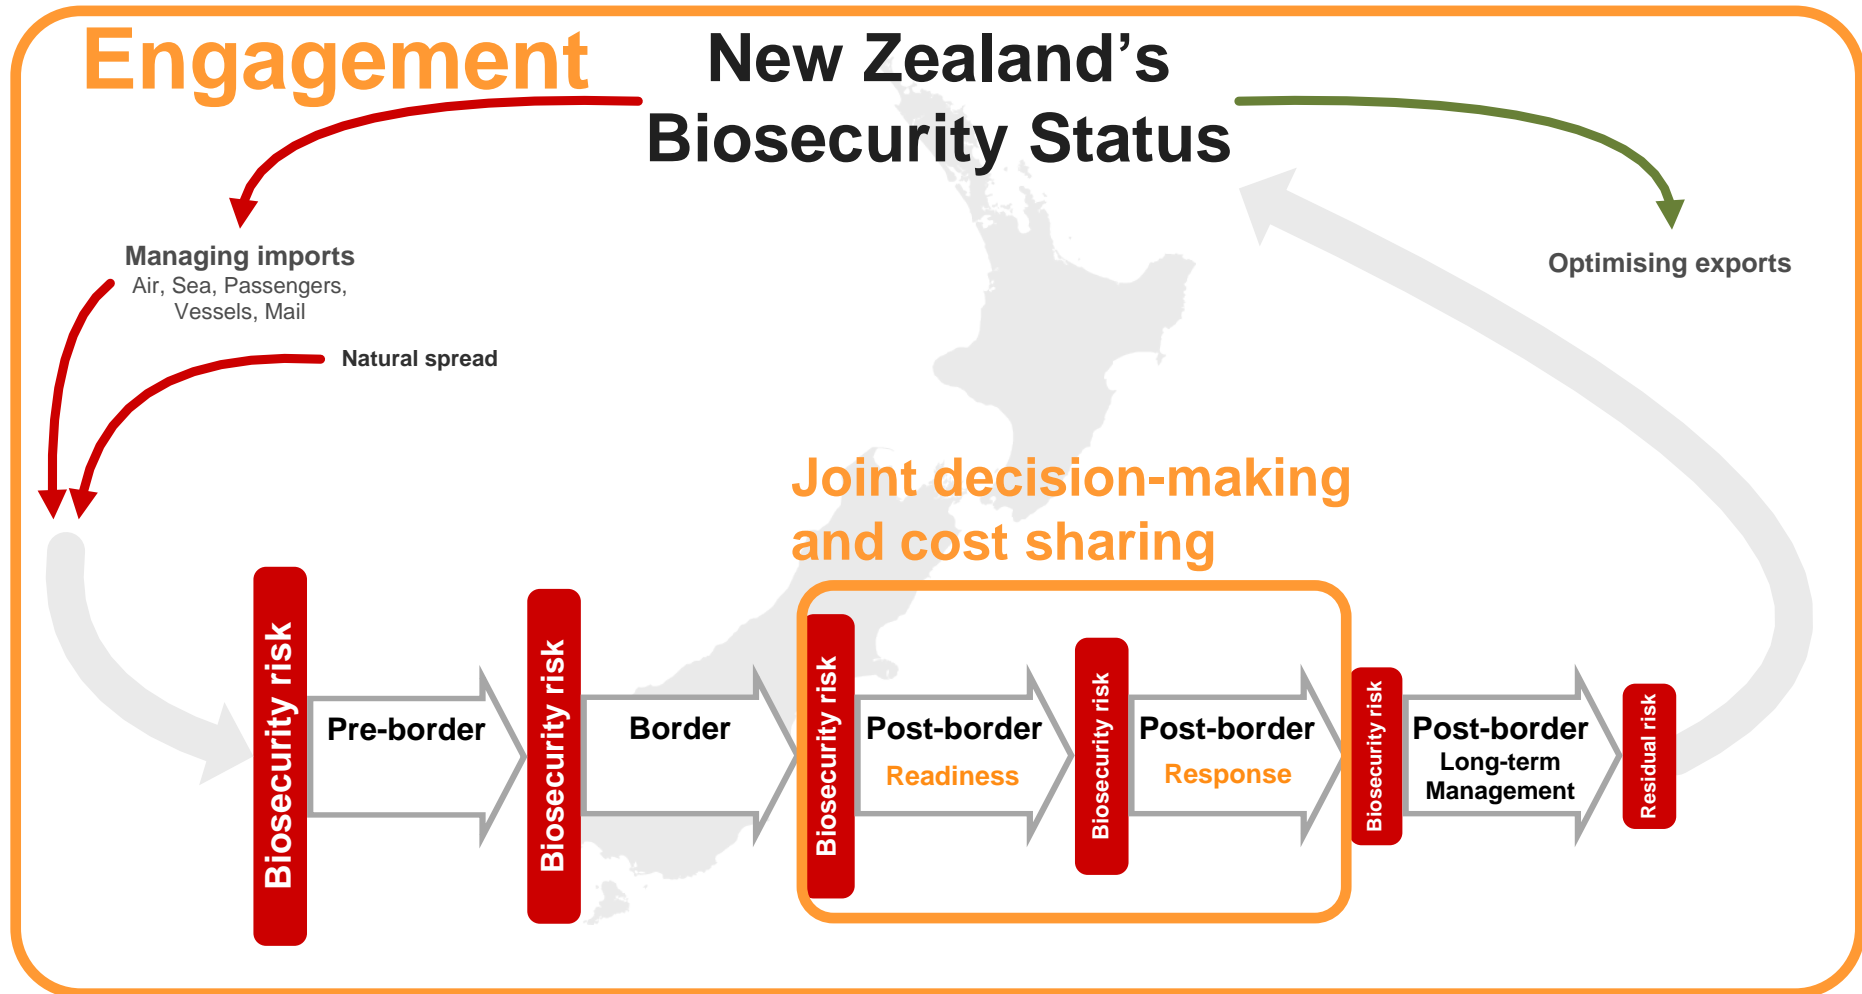 Engagement
New Zealand’s
Biosecurity Status
Managing imports
Air, Sea, Passengers,
Vessels, Mail
Optimising exports
Natural spread
Joint decision-making
and cost sharing
Biosecurity risk
Pre-border
Biosecurity risk
Border
Biosecurity risk
Post-border
Readiness
Biosecurity risk
Post-border
Response
Biosecurity risk
Post-border
Long-term
Management
Residual risk